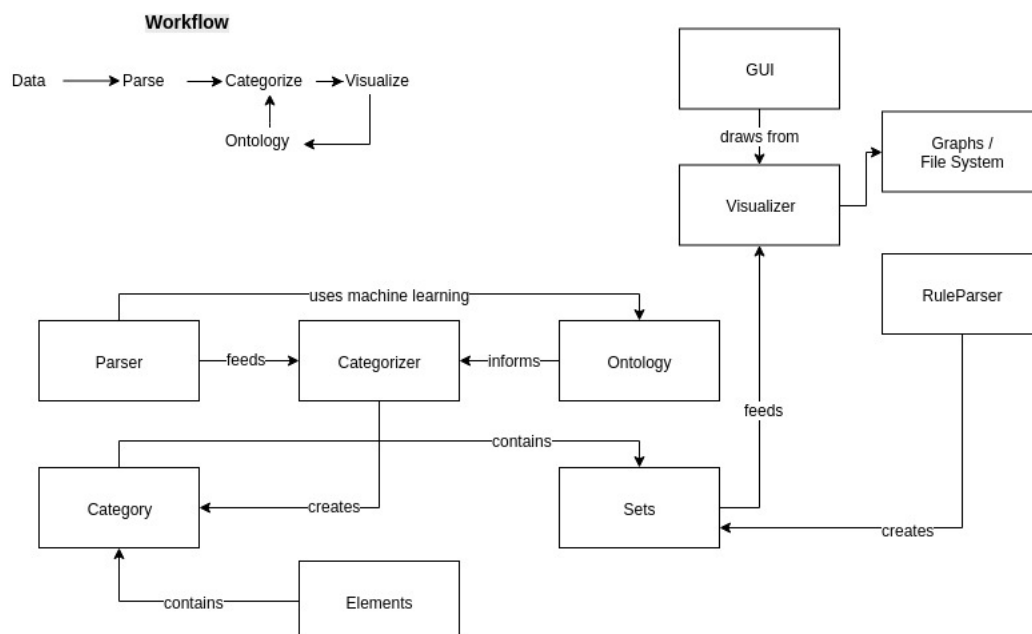 Workflow
Data
Parse
Categorize
Visualize
Ontology
GUI
draws from
Graphs /
File System
Visualizer
RuleParser
uses machine learning
Parser
feeds
Categorizer
informs
Ontology
feeds
contains
Category
creates
Sets
creates
contains
Elements